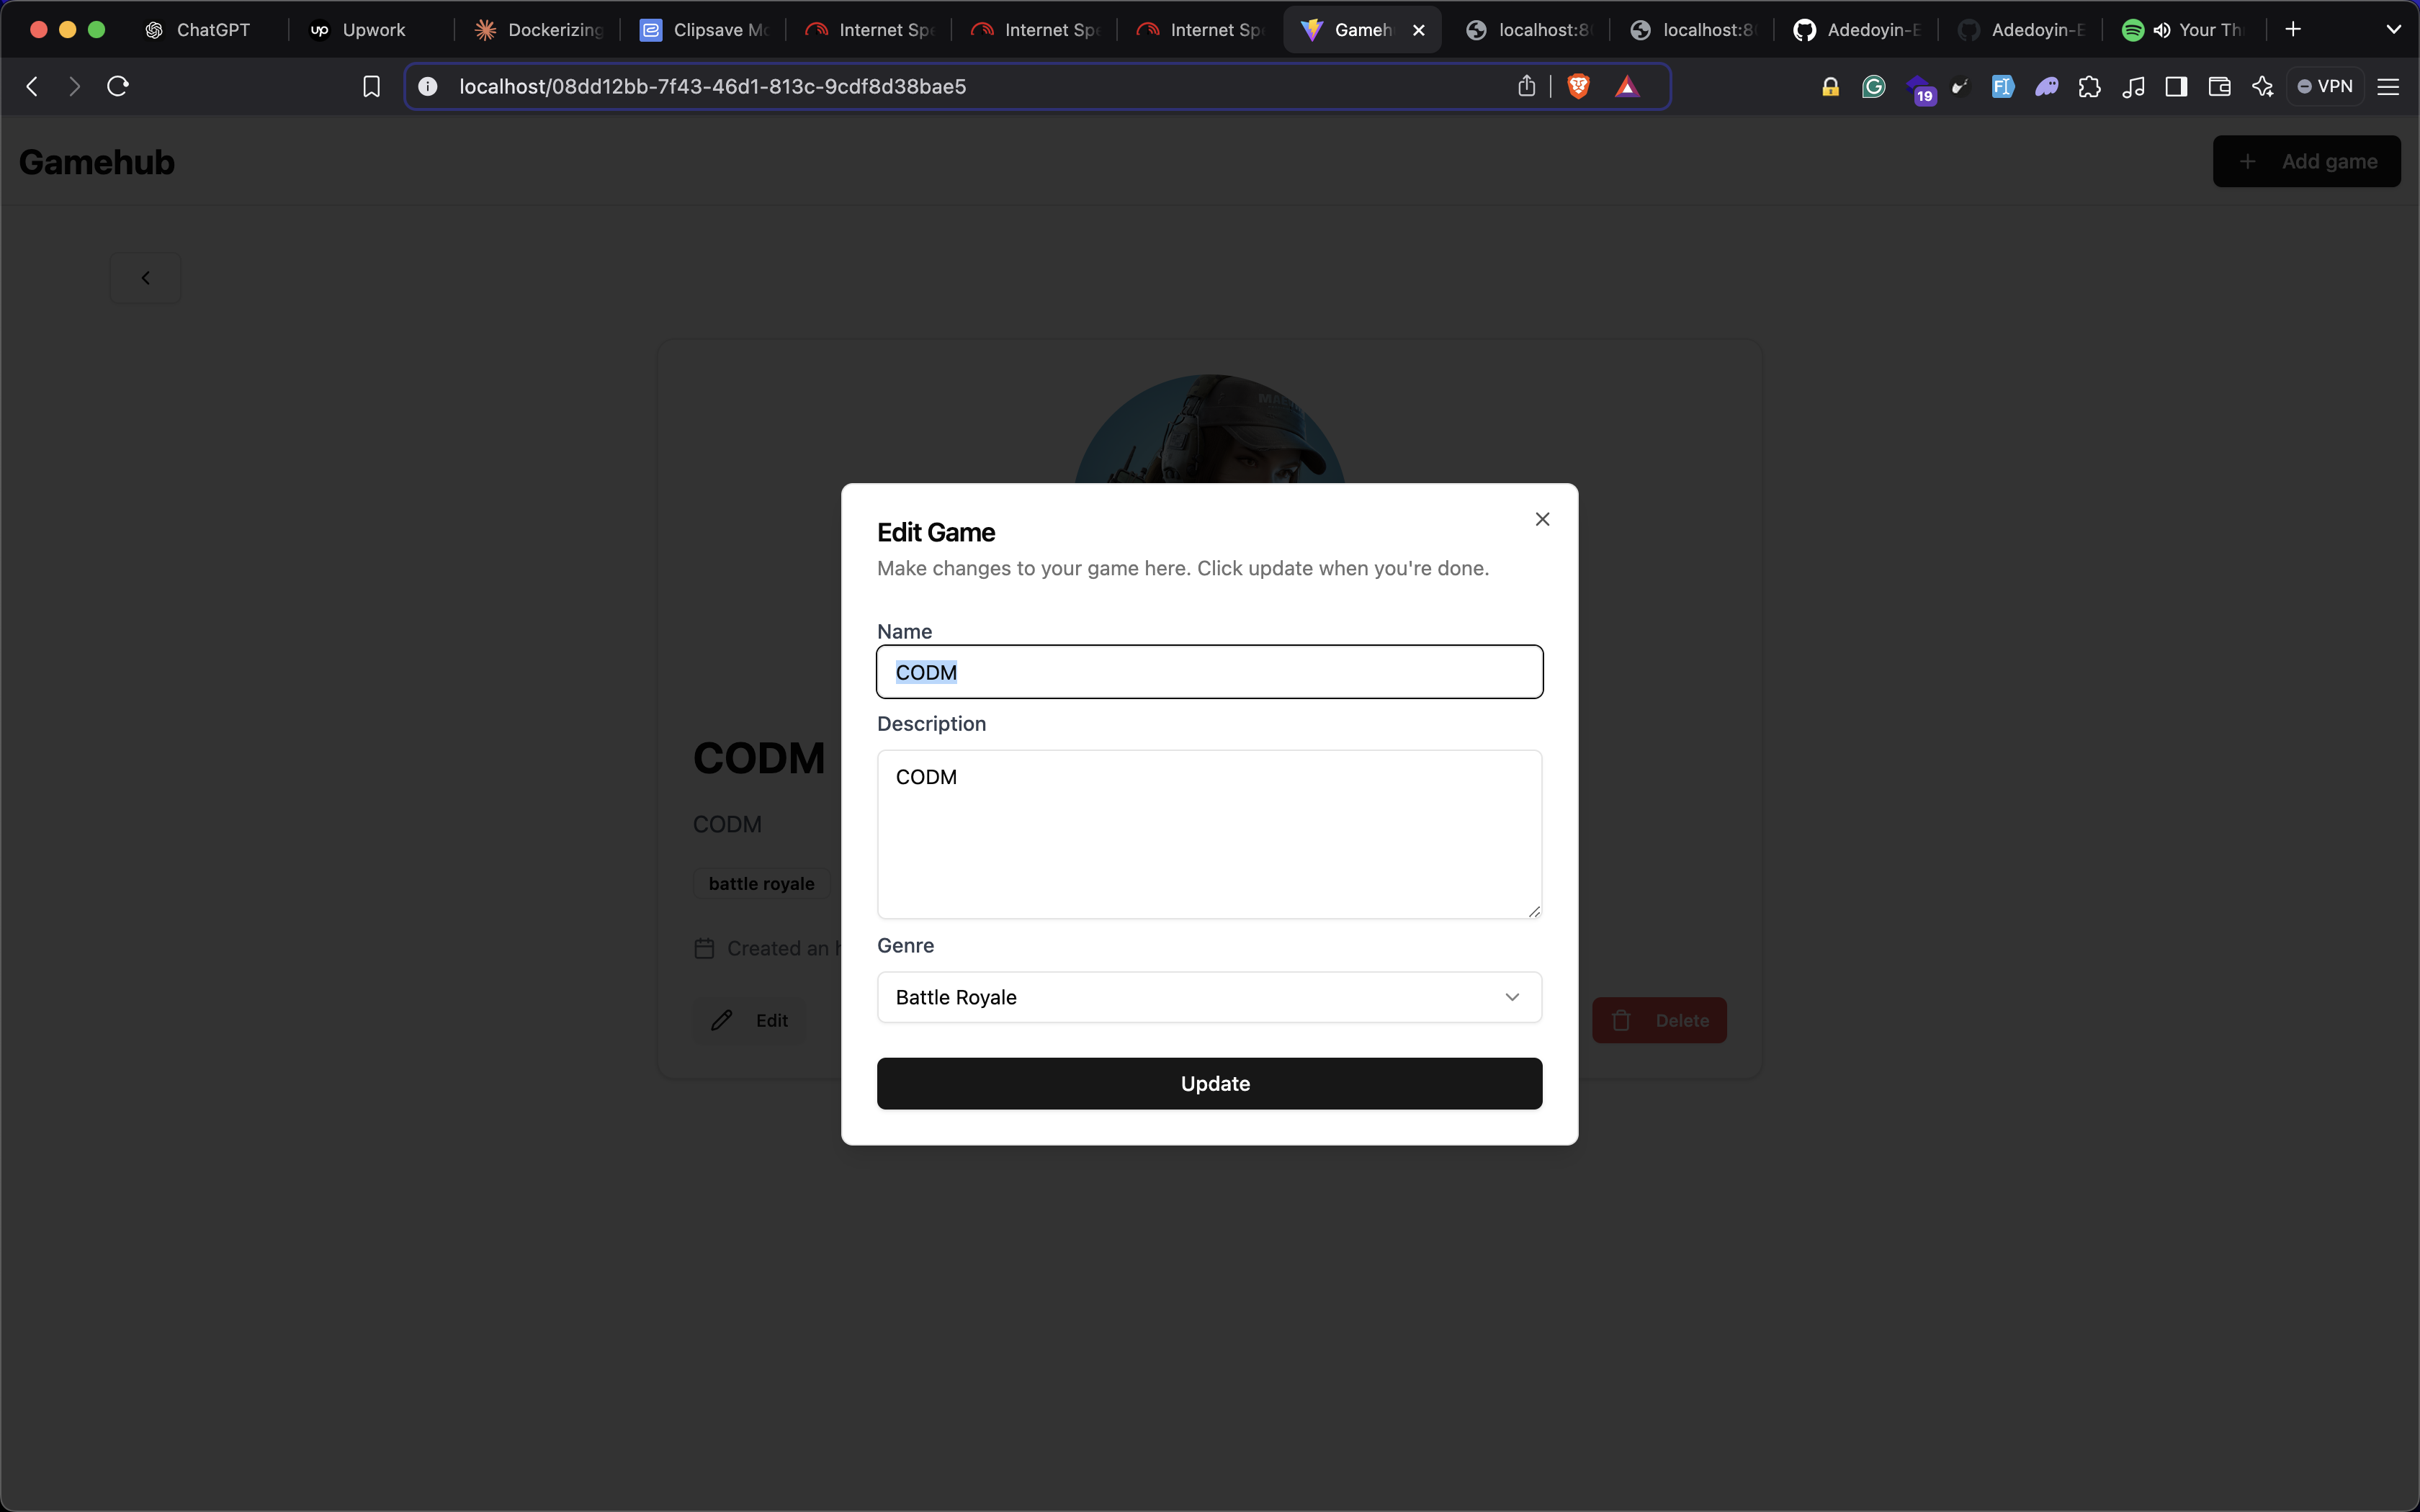 ChatGPT
Upwork
Dockerizing
Clipsave Mo
Internet Spe
Internet Spe
Internet Sp
Gameh
localhost:8
localhost:8
Adedoyin-E
Adedoyin-E
Your Th
localhost/08dd12bb-7f43-46d1-813c-9cdf8d38bae5
19
VPN
Gamehub
Add game
Edit Game
Make changes to your game here. Click update when you're done.
Name
CODM
Description
CODM
Genre
Battle Royale
Update
CODM
CODM
battle royale
Created an h
Edit
Delete